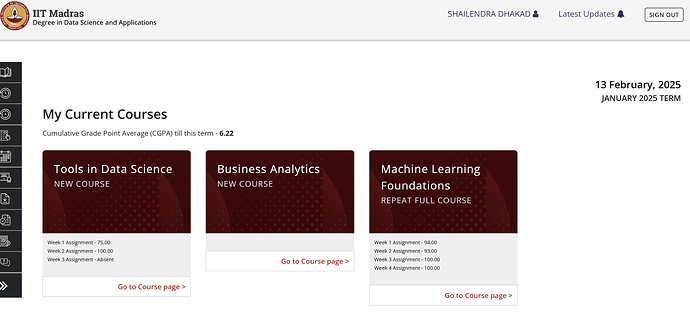 IIT Madras
Degree in Data Science and Applications
SHAILENDRA DHAKAD
Latest Updates
SIGN OUT
13 February, 2025
JANUARY 2025 TERM
My Current Courses
Cumulative Grade Point Average (CGPA) till this term - 6.22
Tools in Data Science
NEW COURSE
Week 1 Assignment - 75.00
Week 2 Assignment - 100.00
Week 3 Assignment - Absent
Go to Course page >
Business Analytics
NEW COURSE
Go to Course page >
Machine Learning
Foundations
REPEAT FULL COURSE
Week 1 Assignment - 94.00
Week 2 Assignment - 93.00
Week 3 Assignment - 100.00
Week 4 Assignment - 100.00
Go to Course page >